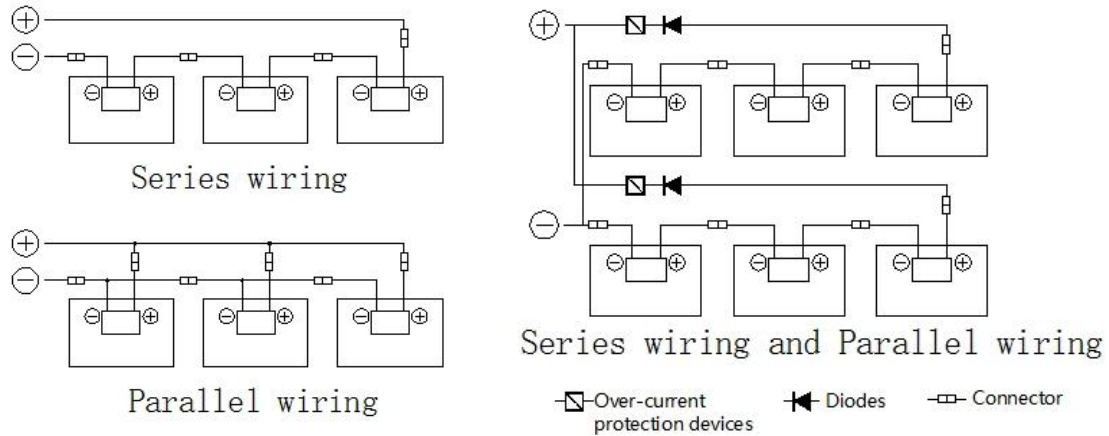 Series wiring
Parallel wiring
Series wiring and Parallel wiring
Over-current
protection devices
Diodes
Connector